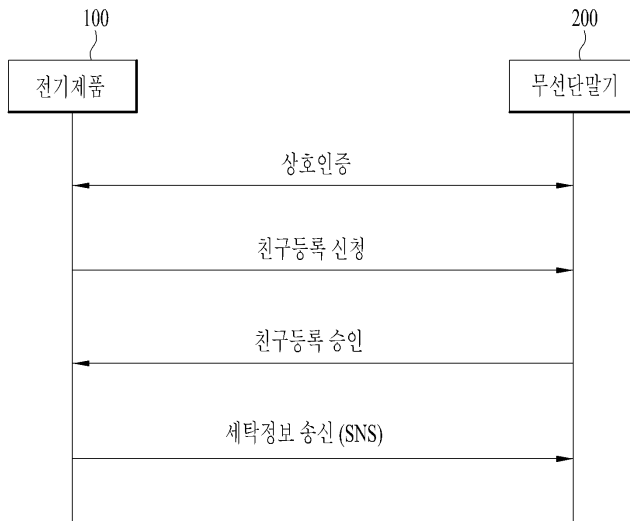 100
200
전기제품
무선단말기
상호인증
친구등록 신청
친구등록 승인
세탁정보 송신 (SNS)